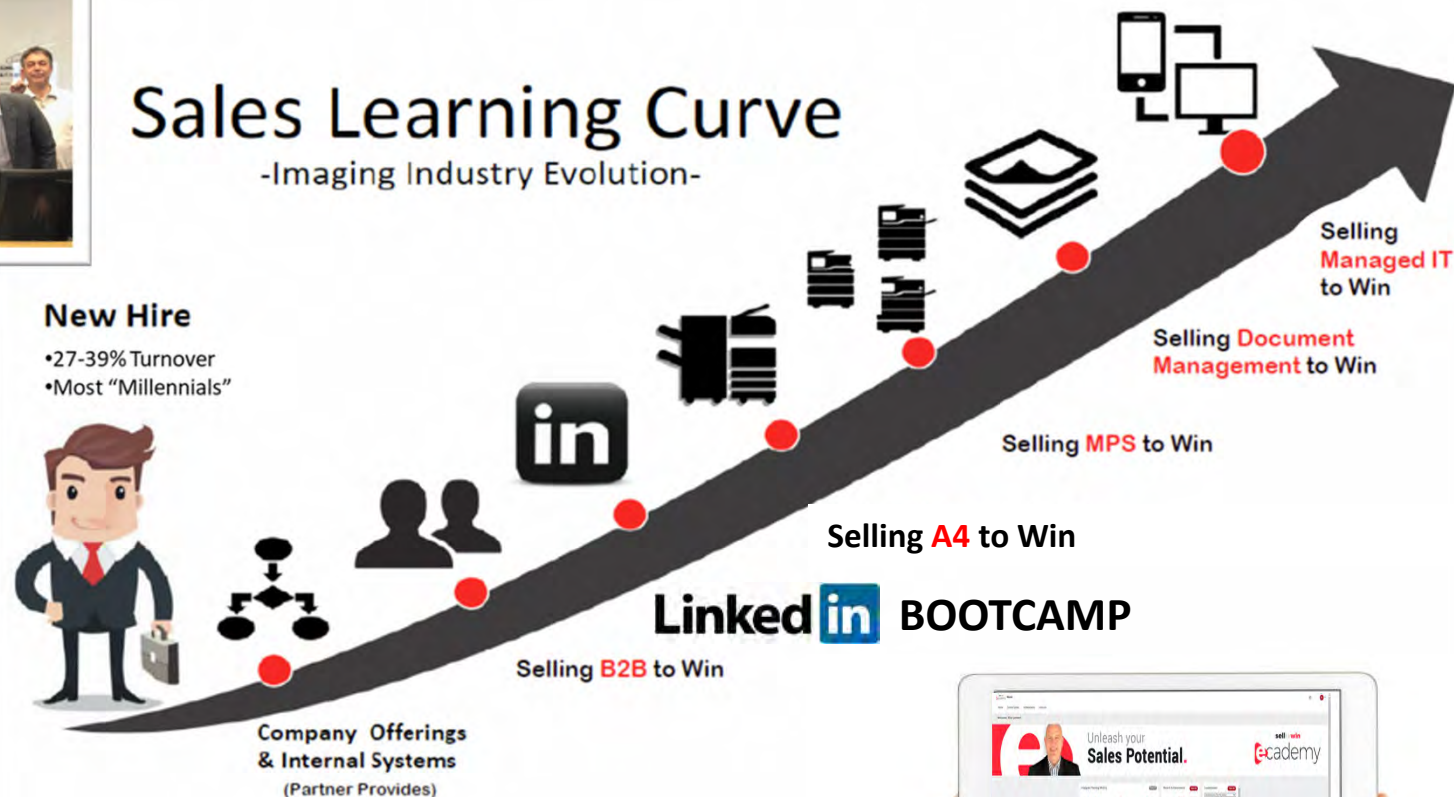 Sales Learning Curve
-Imaging Industry Evolution-
New Hire
•27-39% Turnover
•Most “Millennials”
in
Selling
Managed IT
to Win
Selling Document
Management to Win
Selling MPS to Win
Selling A4 to Win
Linked in BOOTCAMP
Selling B2B to Win
Company Offerings
& Internal Systems
(Partner Provides)
Unleash your
Sales Potential.
e
ecademy